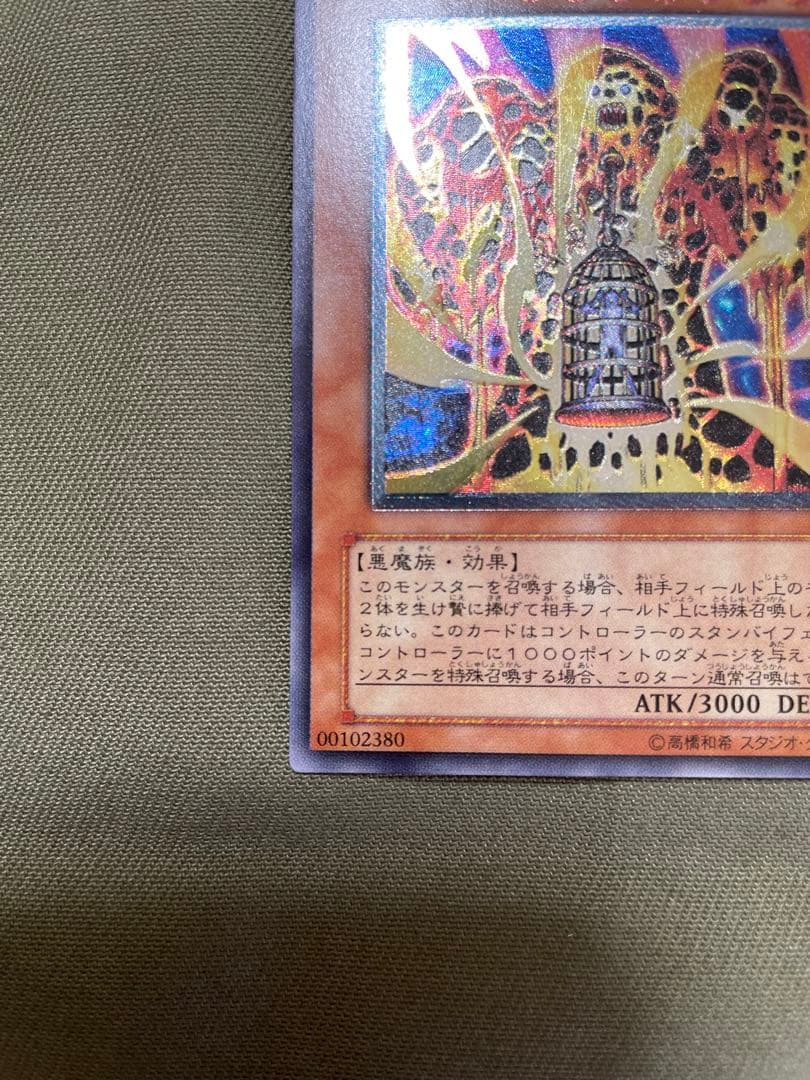 【悪魔族・効果】
このモンスターを召喚する場合、相手フィールド上の
2体を生け贄に捧げて相手フィールド上に特殊召喚し
らない。このカードはコントローラーのスタンバイフェ
コントローラーに1000ポイントのダメージを与え
ンスターを特殊召喚する場合、このターン通常召喚は
ATK/3000 DE
00102380
©高橋和希 スタジオ・